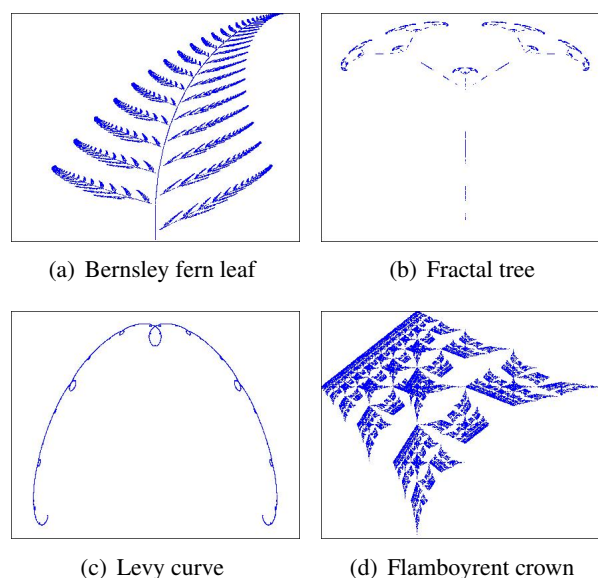 (a) Bernsley fern leaf
(b) Fractal tree
(c) Levy curve
(d) Flamboyrent crown